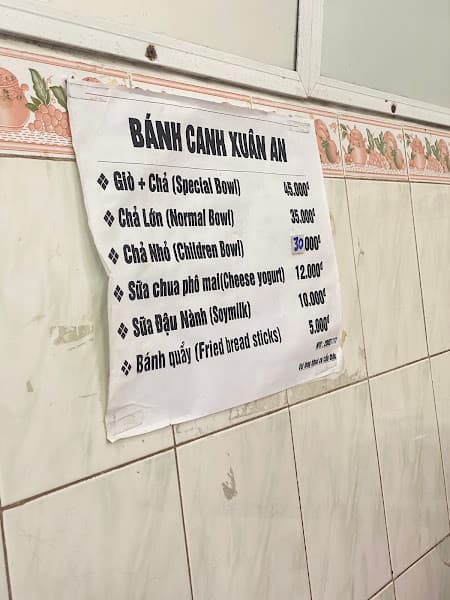 BÁNH CANH XUÂN AN
❖ Giò + Chả (Special Bowl) 45.000đ
❖ Chả Lớn (Normal Bowl) 35.000đ
❖ Chả Nhỏ (Children Bowl) 30 000đ
❖ Sữa chua phô mai(Cheese yogurt) 12.000đ
❖ Sữa Đậu Nành (Soymilk) 10.000đ
❖ Bánh quẩy (Fried bread sticks) 5.000đ